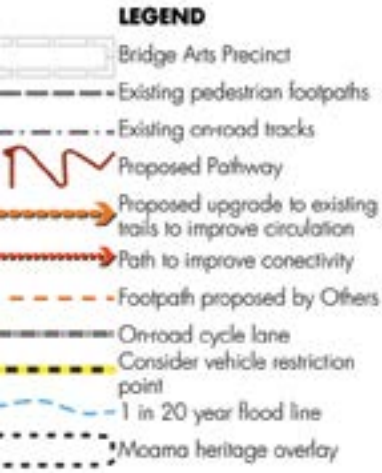 LEGEND
Bridge Arts Precinct
Existing pedestrian footpaths
Existing on-road tracks
Proposed Pathway
Proposed upgrade to existing
trails to improve circulation
Path to improve conectivity
Footpath proposed by Others
On-road cycle lane
Consider vehicle restriction
point
1 in 20 year flood line
Moama heritage overlay